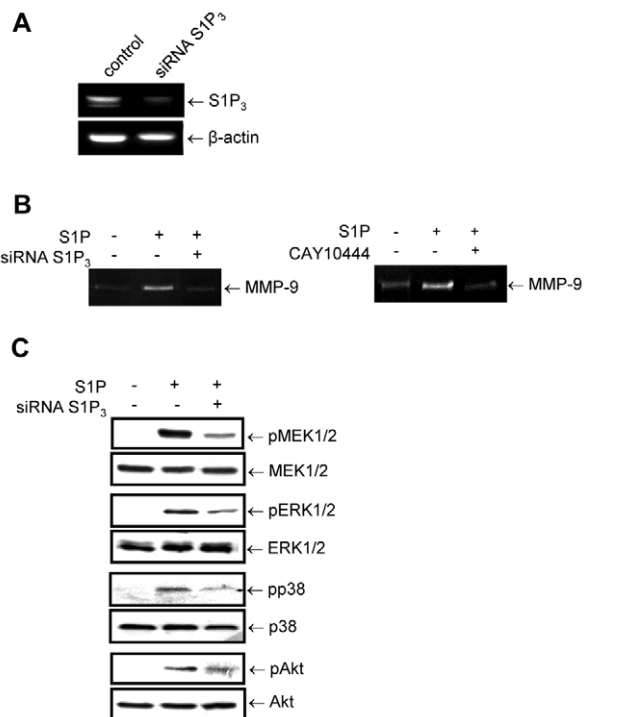 A
control siRNA S1P₃
← S1P₃
← β-actin
B
S1P - + +
siRNA S1P₃ - - +
← MMP-9
S1P - + +
CAY10444 - - +
← MMP-9
C
S1P - + +
siRNA S1P₃ - - +
← pMEK1/2
← MEK1/2
← pERK1/2
← ERK1/2
← pp38
← p38
← pAkt
← Akt